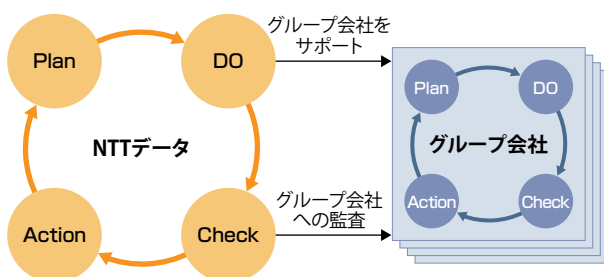 Plan
DO
NTTデータ
Action
Check
グループ会社を
サポート
グループ会社
への監査
Plan
DO
グループ会社
Action
Check